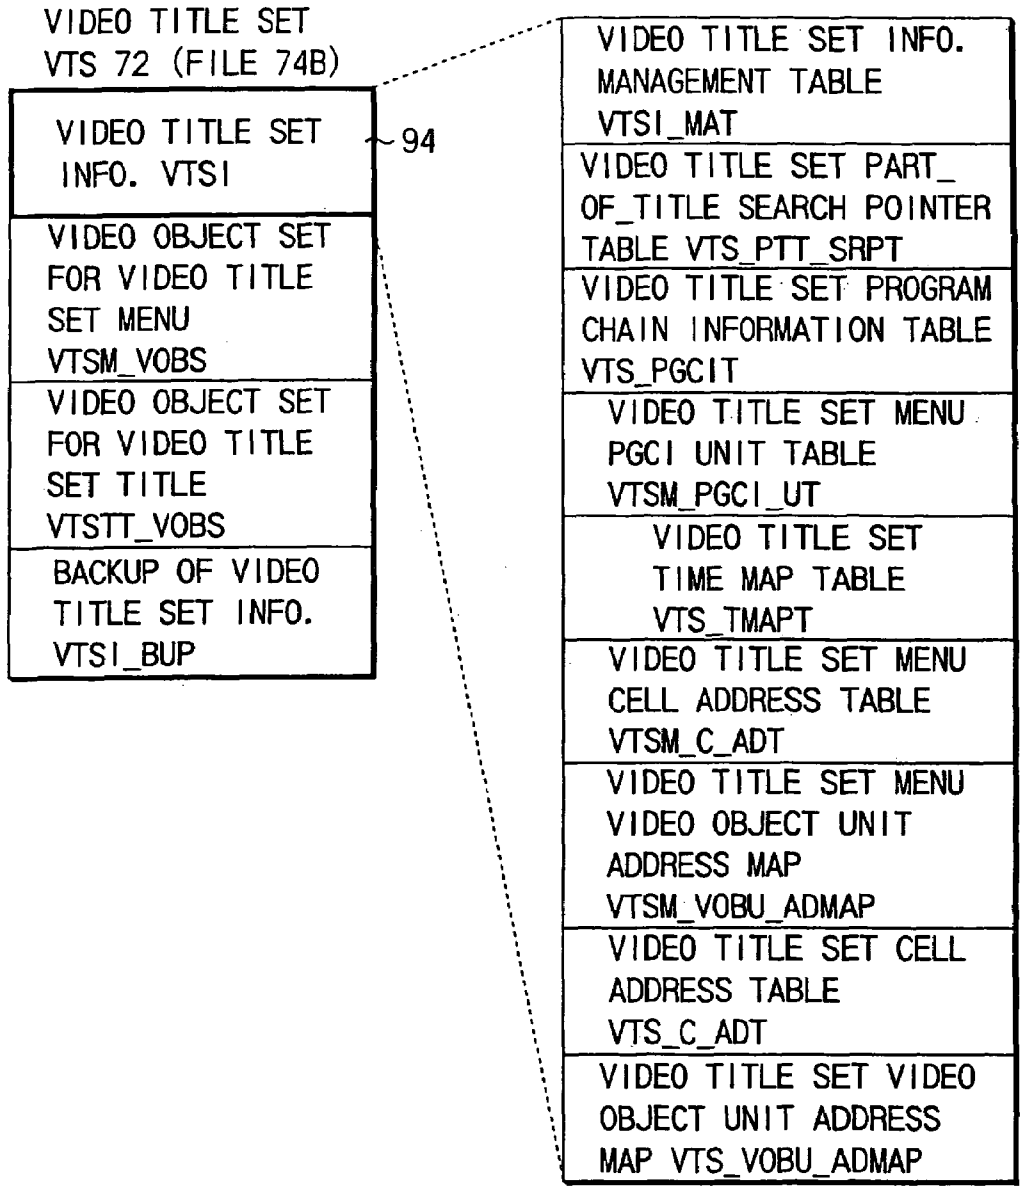 VIDEO TITLE SET
VTS 72 (FILE 74B)
VIDEO TITLE SET
INFO. VTSI
94
VIDEO OBJECT SET
FOR VIDEO TITLE
SET MENU
VTSM_VOBS
VIDEO OBJECT SET
FOR VIDEO TITLE
SET TITLE
VTSTT_VOBS
BACKUP OF VIDEO
TITLE SET INFO.
VTSI_BUP
VIDEO TITLE SET INFO.
MANAGEMENT TABLE
VTSI_MAT
VIDEO TITLE SET PART_
OF_TITLE SEARCH POINTER
TABLE VTS_PTT_SRPT
VIDEO TITLE SET PROGRAM
CHAIN INFORMATION TABLE
VTS_PGCIT
VIDEO TITLE SET MENU
PGCI UNIT TABLE
VTSM_PGCI_UT
VIDEO TITLE SET
TIME MAP TABLE
VTS_TMAPT
VIDEO TITLE SET MENU
CELL ADDRESS TABLE
VTSM_C_ADT
VIDEO TITLE SET MENU
VIDEO OBJECT UNIT
ADDRESS MAP
VTSM_VOBU_ADMAP
VIDEO TITLE SET CELL
ADDRESS TABLE
VTS_C_ADT
VIDEO TITLE SET VIDEO
OBJECT UNIT ADDRESS
MAP VTS_VOBU_ADMAP